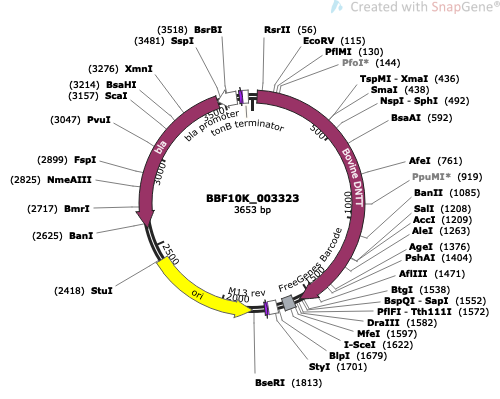 Created with SnapGene®
(3518) BsrBI
(3481) SspI
(3276) XmnI
(3214) BsaHI
(3157) ScaI
(3047) PvuI
(2899) FspI
(2825) NmeAIII
(2717) BmrI
(2625) BanI
(2418) StuI
RsrII (56)
EcoRV (115)
PflMI (130)
PfoI* (144)
TspMI - XmaI (436)
SmaI (438)
NspI - SphI (492)
BsaAI (592)
AfeI (761)
PpuMI* (919)
BanII (1085)
SalI (1208)
AccI (1209)
AleI (1263)
AgeI (1376)
PshAI (1404)
AflIII (1471)
BtgI (1538)
BspQI - SapI (1552)
PflFI - Tth111I (1572)
DraIII (1582)
MfeI (1597)
I-SceI (1622)
BlpI (1679)
StyI (1701)
BseRI (1813)
bla promoter
tonB terminator
bla
Bovine DNTT
FreeGenes Barcode
M13 rev
ori
500
1000
1500
2000
2500
3000
3500
BBF10K_003323
3653 bp